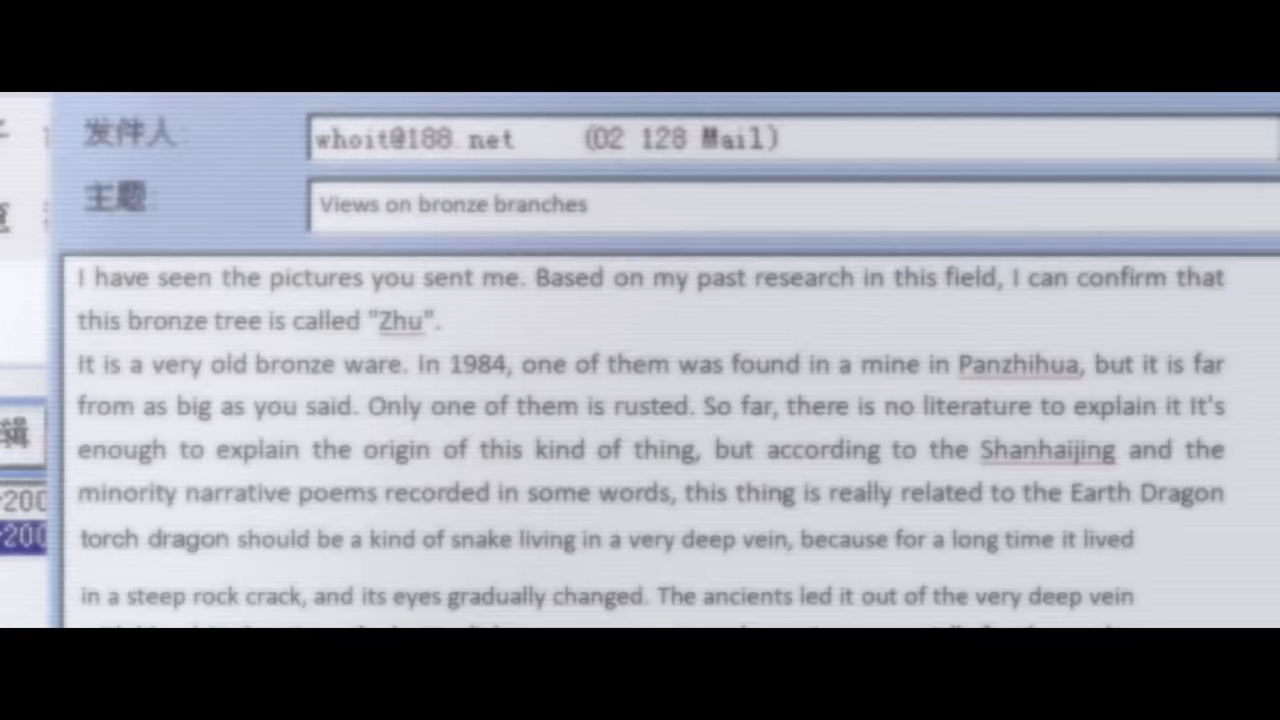 发件人:
whoit@188.net (02 128 Mail)
主题:
Views on bronze branches
I have seen the pictures you sent me. Based on my past research in this field, I can confirm that
this bronze tree is called "Zhu".
It is a very old bronze ware. In 1984, one of them was found in a mine in Panzhihua, but it is far
from as big as you said. Only one of them is rusted. So far, there is no literature to explain it It's
enough to explain the origin of this kind of thing, but according to the Shanhaijing and the
minority narrative poems recorded in some words, this thing is really related to the Earth Dragon
torch dragon should be a kind of snake living in a very deep vein, because for a long time it lived
in a steep rock crack, and its eyes gradually changed. The ancients led it out of the very deep vein
辑
200
200